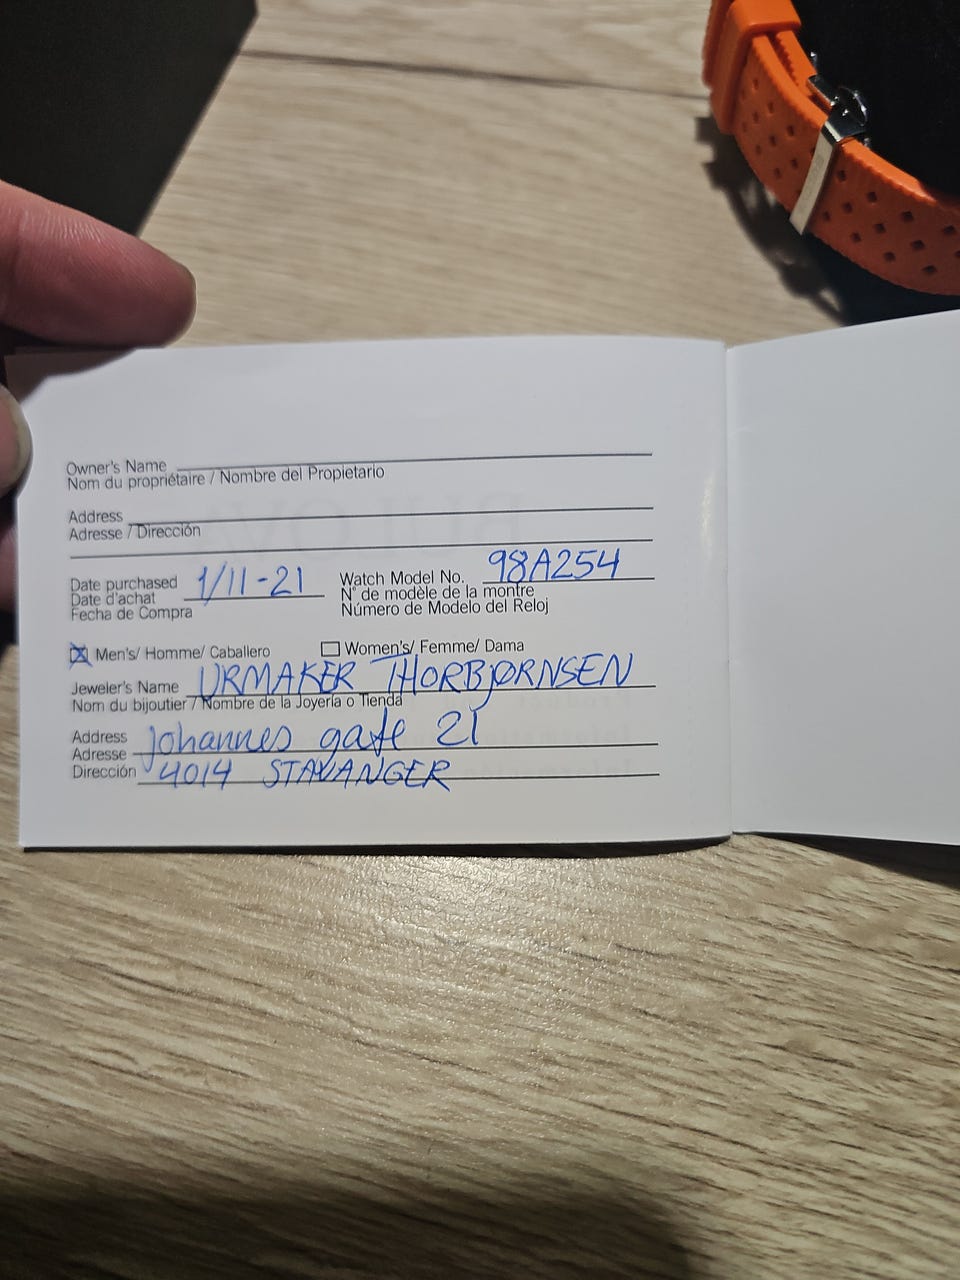 Owner's Name
Nom du propriétaire / Nombre del Propietario
Address
Adresse / Dirección
Date purchased 1/11-21 Watch Model No. 98A254
Date d'achat N° de modèle de la montre
Fecha de Compra Número de Modelo del Reloj
Men's/ Homme/ Caballero Women's/ Femme/ Dama
Jeweler's Name URMAKER THORBJØRNSEN
Nom du bijoutier / Nombre de la Joyería o Tienda
Address Johannes gate 21
Adresse
Dirección 4014 STAVANGER